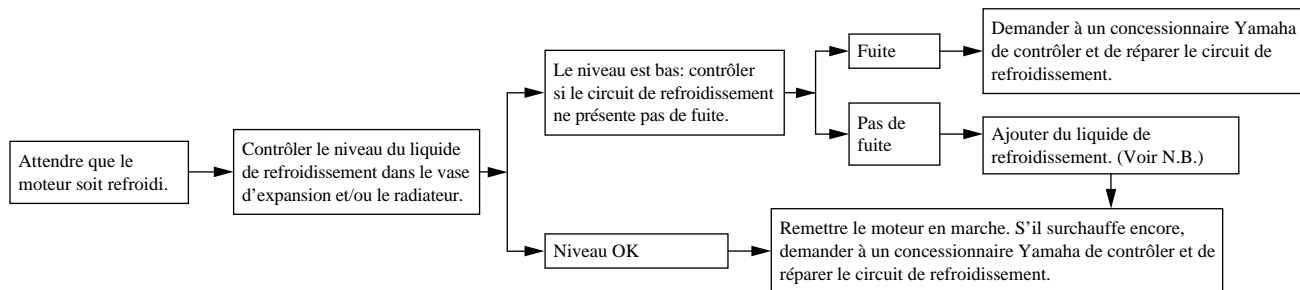 Attendre que le
moteur soit refroidi.
Contrôler le niveau du liquide
de refroidissement dans le vase
d’expansion et/ou le radiateur.
Le niveau est bas: contrôler
si le circuit de refroidissement
ne présente pas de fuite.
Fuite
Demander à un concessionnaire Yamaha
de contrôler et de réparer le circuit de
refroidissement.
Pas de
fuite
Ajouter du liquide de
refroidissement. (Voir N.B.)
Niveau OK
Remettre le moteur en marche. S’il surchauffe encore,
demander à un concessionnaire Yamaha de contrôler et de
réparer le circuit de refroidissement.